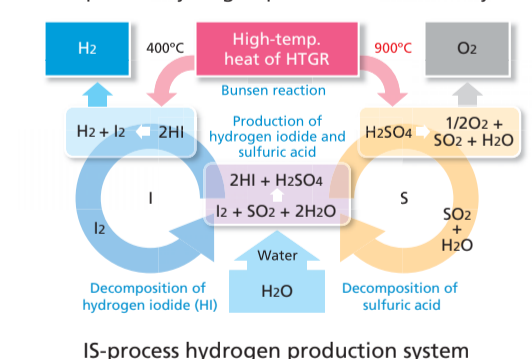 H2
400ºC
High-temp.
heat of HTGR
900ºC
O2
Bunsen reaction
H2 + I2
2HI
Production of
hydrogen iodide and
sulfuric acid
H2SO4
1/2O2 +
SO2 + H2O
2HI + H2SO4
I
S
I2 + SO2 + 2H2O
I2
SO2
+
H2O
Water
H2O
Decomposition of
hydrogen iodide (HI)
Decomposition of
sulfuric acid
IS-process hydrogen production system